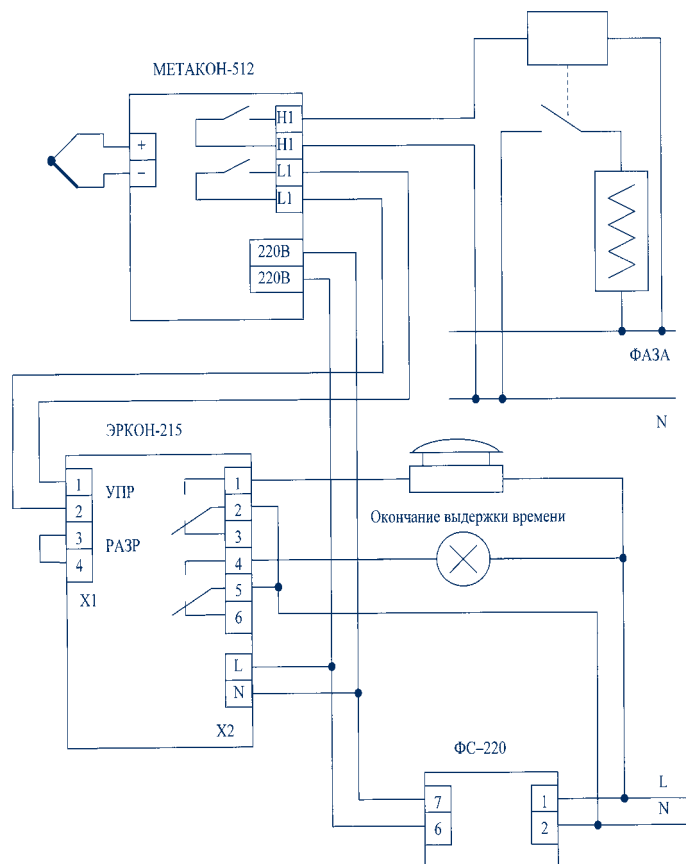 МЕТАКОН-512
+
–
H1
H1
L1
L1
220В
220В
ФАЗА
N
ЭРКОН-215
1
2
3
4
УПР
РАЗР
X1
1
2
3
4
5
6
L
N
X2
Окончание выдержки времени
ФС–220
7
6
1
2
L
N